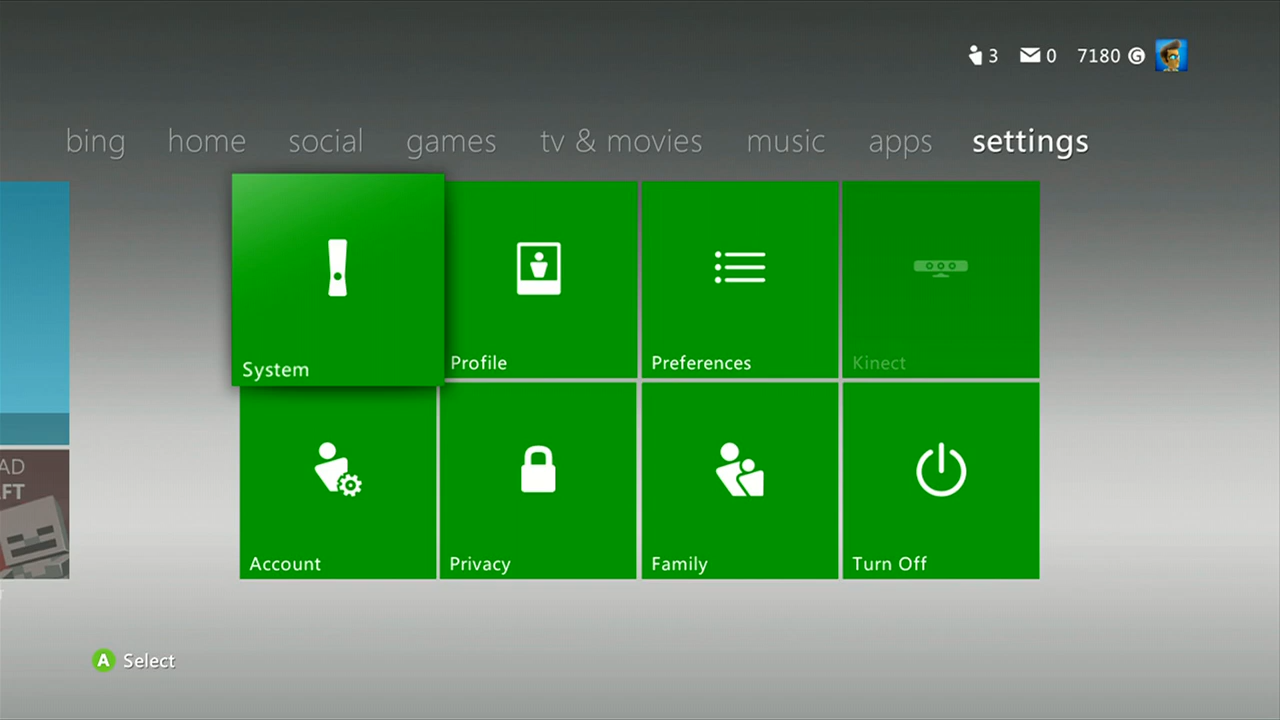 3 0 7180 G
bing home social games tv & movies music apps settings
System Profile Preferences Kinect
AD
FT
Account Privacy Family Turn Off
A Select